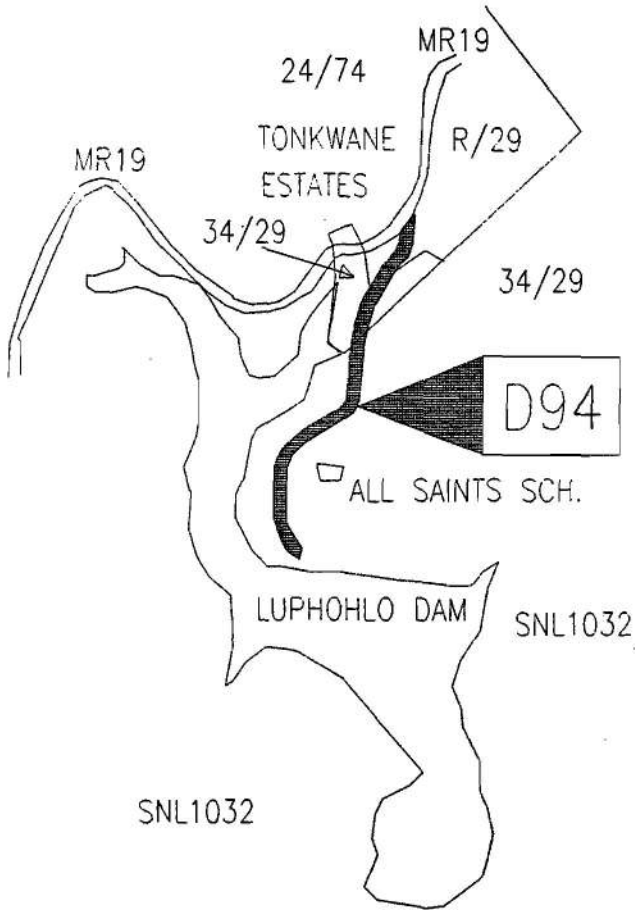 MR19
24/74
TONKWANE
ESTATES
R/29
MR19
34/29
34/29
D94
ALL SAINTS SCH.
LUPHOHLO DAM
SNL1032
SNL1032